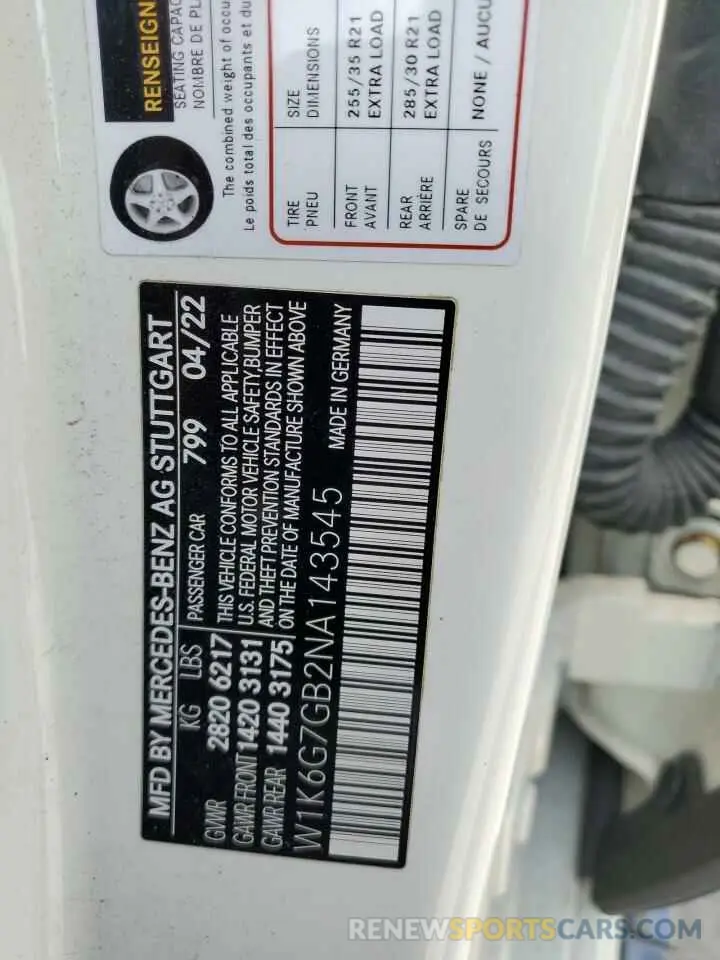 RENSEIGN
SEATING CAPAC
NOMBRE DE PL
The combined weight of occu
Le poids total des occupants et du
TIRE SIZE
PNEU DIMENSIONS
FRONT 255/35 R21
AVANT EXTRA LOAD
REAR 285/30 R21
ARRIÈRE EXTRA LOAD
SPARE NONE / AUCU
DE SECOURS
MFD BY MERCEDES-BENZ AG STUTTGART
KG LBS PASSENGER CAR 799 04/22
GVWR 2820 6217 THIS VEHICLE CONFORMS TO ALL APPLICABLE
GAWR FRONT 1420 3131 U.S. FEDERAL MOTOR VEHICLE SAFETY,BUMPER
GAWR REAR 1440 3175 AND THEFT PREVENTION STANDARDS IN EFFECT
ON THE DATE OF MANUFACTURE SHOWN ABOVE
W1K6G7GB2NA143545 MADE IN GERMANY
RENEWSPORTSCARS.COM